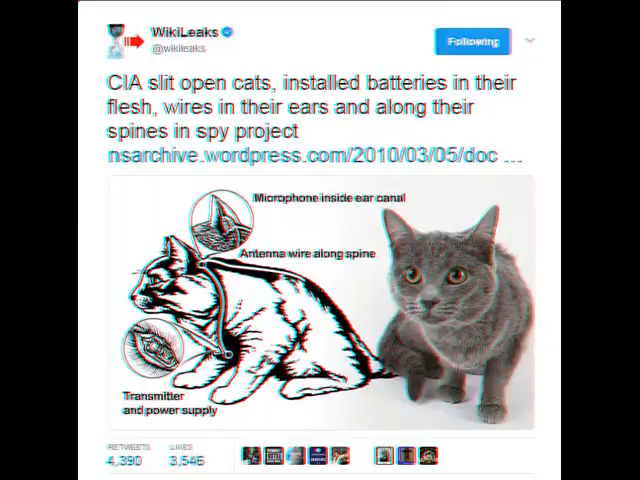 WikiLeaks
@wikileaks
Following
CIA slit open cats, installed batteries in their
flesh, wires in their ears and along their
spines in spy project
nsarchive.wordpress.com/2010/03/05/doc ...
Microphone inside ear canal
Antenna wire along spine
Transmitter
and power supply
RETWEETS LIKES
4,390 3,546